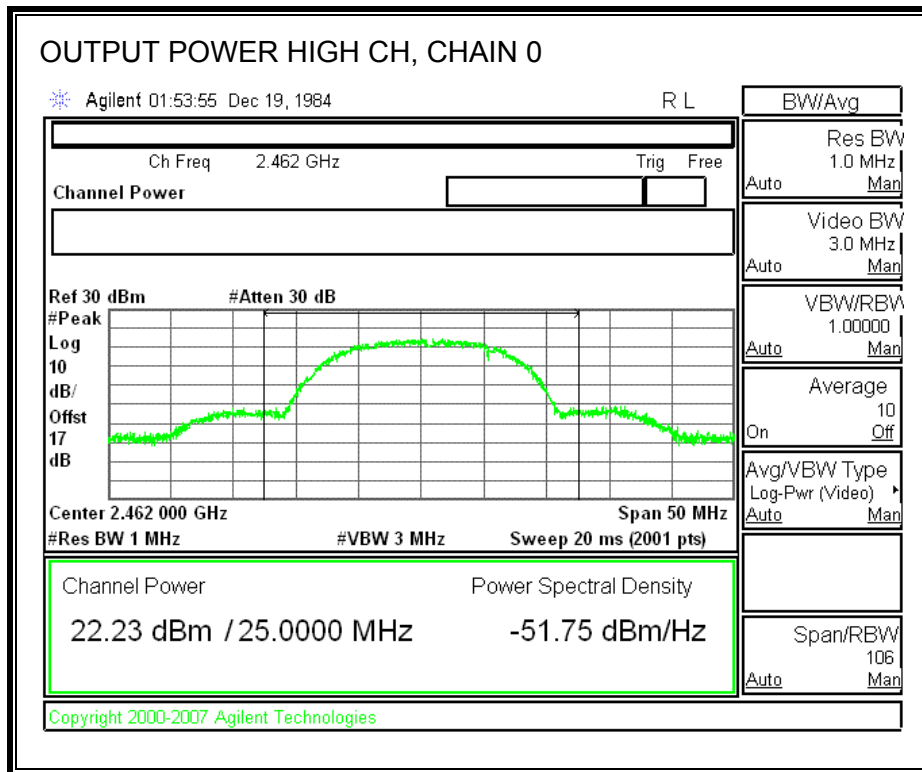 OUTPUT POWER HIGH CH, CHAIN 0
Agilent 01:53:55 Dec 19, 1984 R L
Ch Freq 2.462 GHz Trig Free
Channel Power
Ref 30 dBm #Atten 30 dB
#Peak
Log
10
dB/
Offst
17
dB
Center 2.462 000 GHz Span 50 MHz
#Res BW 1 MHz #VBW 3 MHz Sweep 20 ms (2001 pts)
Channel Power Power Spectral Density
22.23 dBm / 25.0000 MHz -51.75 dBm/Hz
Copyright 2000-2007 Agilent Technologies
BW/Avg
Res BW
1.0 MHz
Auto Man
Video BW
3.0 MHz
Auto Man
VBW/RBW
1.00000
Auto Man
Average
10
On Off
Avg/VBW Type
Log-Pwr (Video)
Auto Man
Span/RBW
106
Auto Man